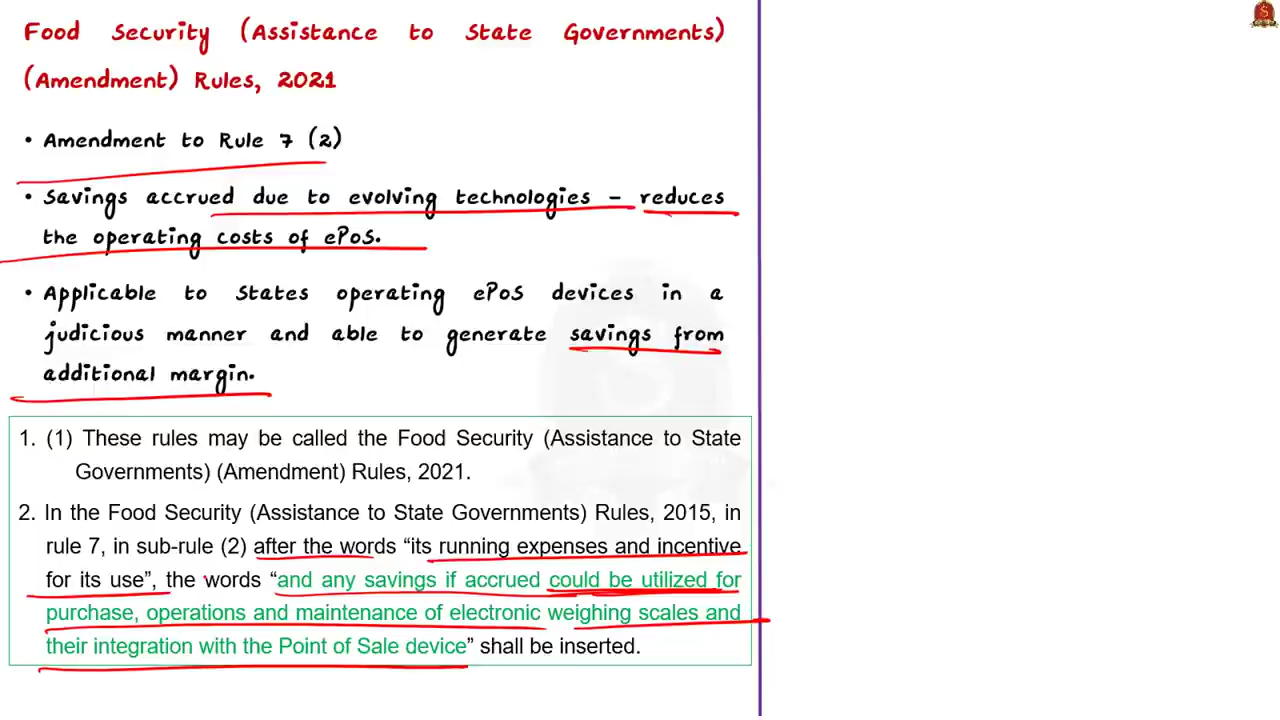 Food Security (Assistance to State Governments)
(Amendment) Rules, 2021
• Amendment to Rule 7 (2)
• Savings accrued due to evolving technologies – reduces
the operating costs of ePoS.
• Applicable to States operating ePoS devices in a
judicious manner and able to generate savings from
additional margin.
1. (1) These rules may be called the Food Security (Assistance to State
Governments) (Amendment) Rules, 2021.
2. In the Food Security (Assistance to State Governments) Rules, 2015, in
rule 7, in sub-rule (2) after the words “its running expenses and incentive
for its use”, the words “and any savings if accrued could be utilized for
purchase, operations and maintenance of electronic weighing scales and
their integration with the Point of Sale device” shall be inserted.